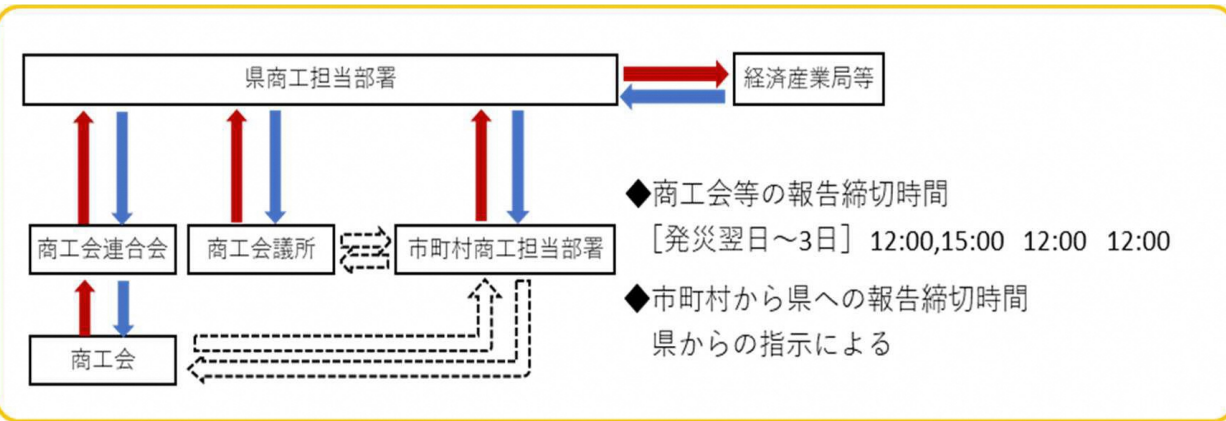 県商工担当部署
経済産業局等
商工会連合会
商工会議所
市町村商工担当部署
商工会
◆商工会等の報告締切時間
［発災翌日～3日］ 12:00,15:00 12:00 12:00
◆市町村から県への報告締切時間
県からの指示による